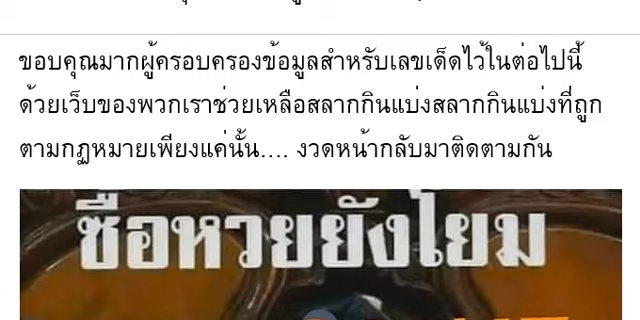 ขอบคุณมากผู้ครอบครองข้อมูลสำหรับเลขเด็ดไว้ในต่อไปนี้
ด้วยเว็บของพวกเราช่วยเหลือสลากกินแบ่งสลากกินแบ่งที่ถูก
ตามกฏหมายเพียงแค่นั้น.... งวดหน้ากลับมาติดตามกัน
ซื้อหวยยังไยม